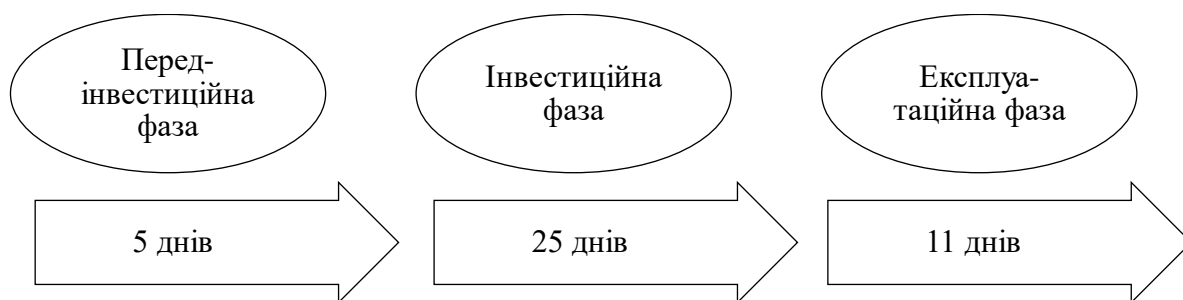 Перед-
інвестиційна
фаза
Інвестиційна
фаза
Експлуа-
таційна фаза
5 днів
25 днів
11 днів